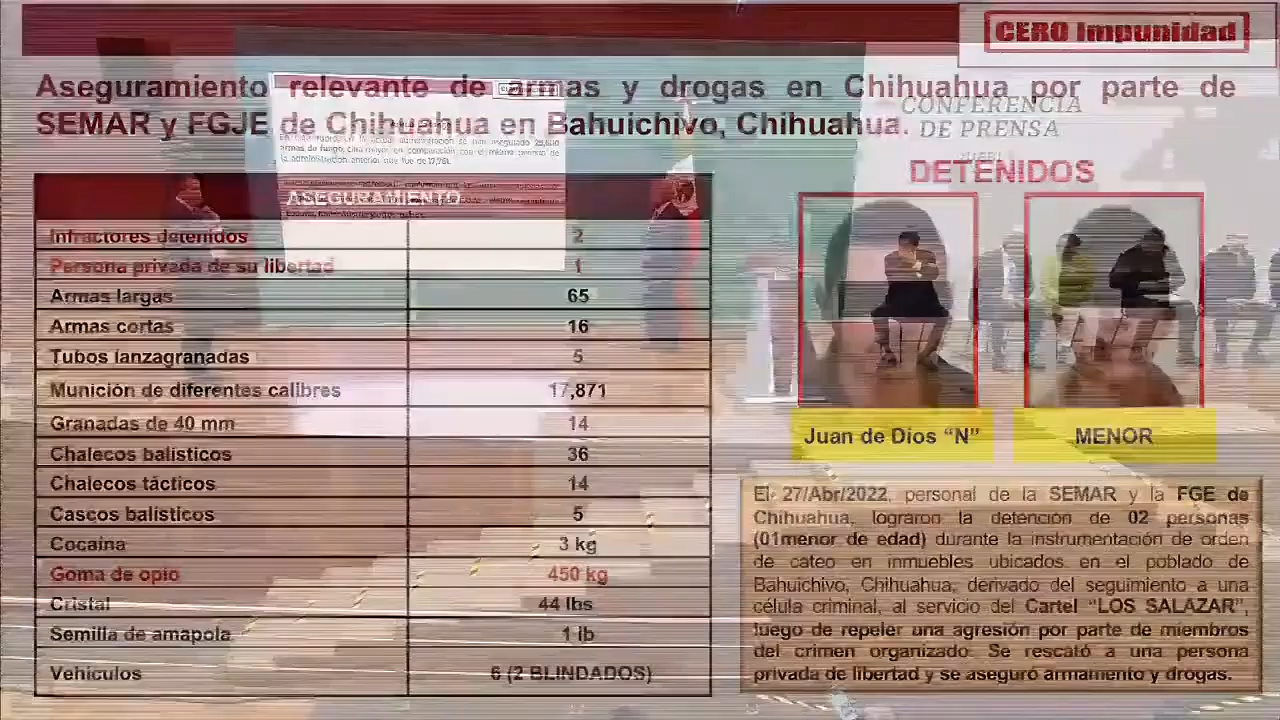 CERO Impunidad
Aseguramiento relevante de armas y drogas en Chihuahua por parte de
SEMAR y FGJE de Chihuahua en Bahuichivo, Chihuahua.
CONFERENCIA
DE PRENSA
DETENIDOS
ASEGURAMIENTO
Infractores detenidos 2
Persona privada de su libertad 1
Armas largas 65
Armas cortas 16
Tubos lanzagranadas 5
Munición de diferentes calibres 17,871
Granadas de 40 mm 14
Chalecos balísticos 36
Chalecos tácticos 14
Cascos balísticos 5
Cocaína 3 kg
Goma de opio 450 kg
Cristal 44 lbs
Semilla de amapola 1 lb
Vehículos 6 (2 BLINDADOS)
Juan de Dios “N” MENOR
El 27/Abr/2022, personal de la SEMAR y la FGE de
Chihuahua, lograron la detención de 02 personas
(01menor de edad) durante la instrumentación de orden
de cateo en inmuebles ubicados en el poblado de
Bahuichivo, Chihuahua, derivado del seguimiento a una
célula criminal, al servicio del Cartel “LOS SALAZAR”,
luego de repeler una agresión por parte de miembros
del crimen organizado. Se rescató a una persona
privada de libertad y se aseguró armamento y drogas.